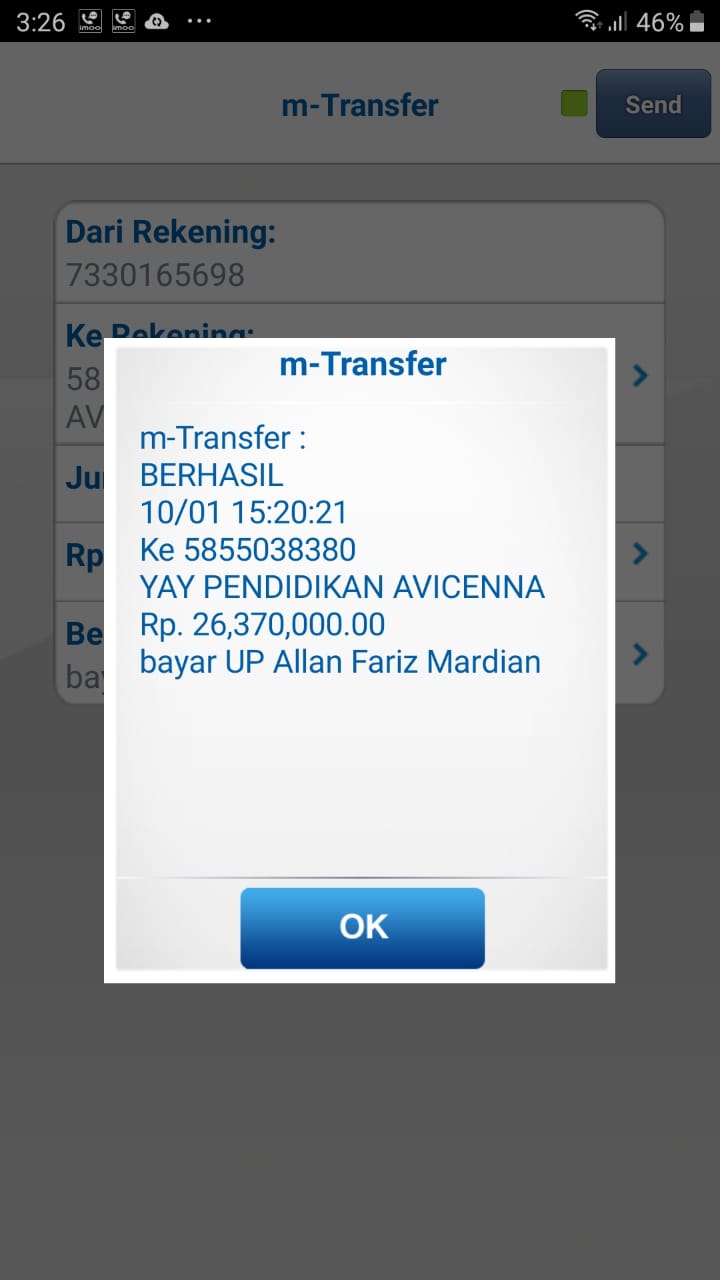 3:26
imoo
imoo
46%
m-Transfer
Send
Dari Rekening:
7330165698
Ke Rekening:
58
AV
m-Transfer
m-Transfer :
BERHASIL
10/01 15:20:21
Ke 5855038380
YAY PENDIDIKAN AVICENNA
Rp. 26,370,000.00
bayar UP Allan Fariz Mardian
Rp
Be
OK